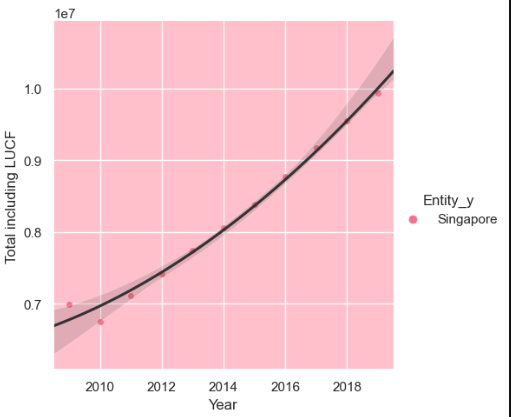 1e7
1.0
0.9
0.8
0.7
Total including LUCF
2010 2012 2014 2016 2018
Year
Entity_y
Singapore